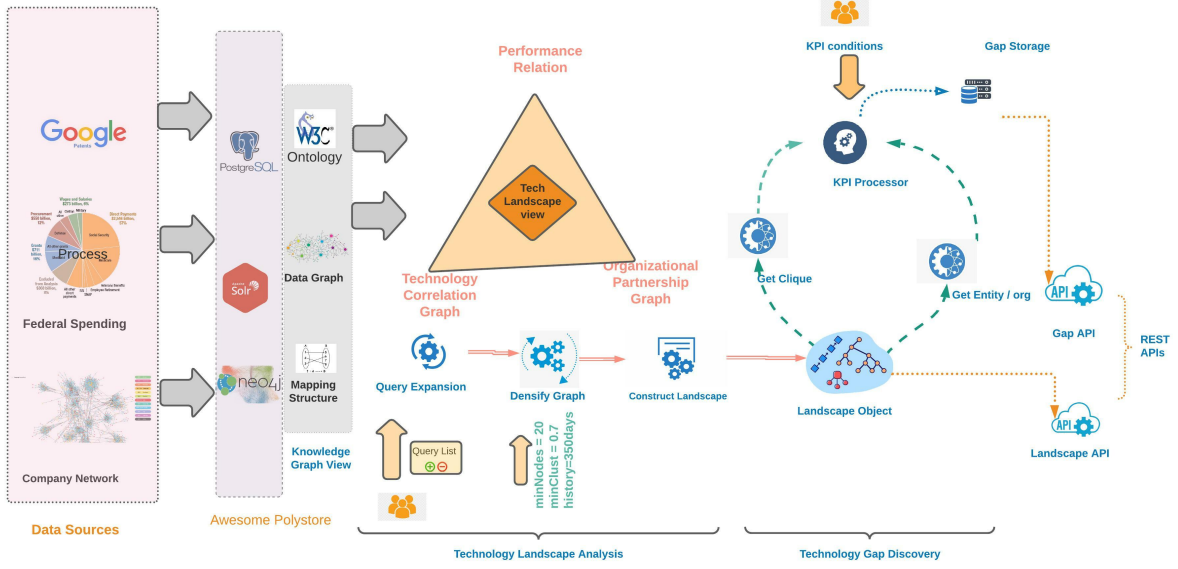 Google
Patents
Process
Federal Spending
Company Network
Data Sources
PostgreSQL
Solr
neo4j
Awesome Polystore
W3C
Ontology
Data Graph
Mapping
Structure
Knowledge
Graph View
Performance
Relation
Tech
Landscape
view
Technology
Correlation
Graph
Organizational
Partnership
Graph
Query Expansion
Densify Graph
Construct Landscape
Query List
minNodes = 20
minClust = 0.7
history=350days
Technology Landscape Analysis
KPI conditions
Gap Storage
KPI Processor
Get Clique
Get Entity / org
Landscape Object
API
Gap API
REST
APIs
API
Landscape API
Technology Gap Discovery